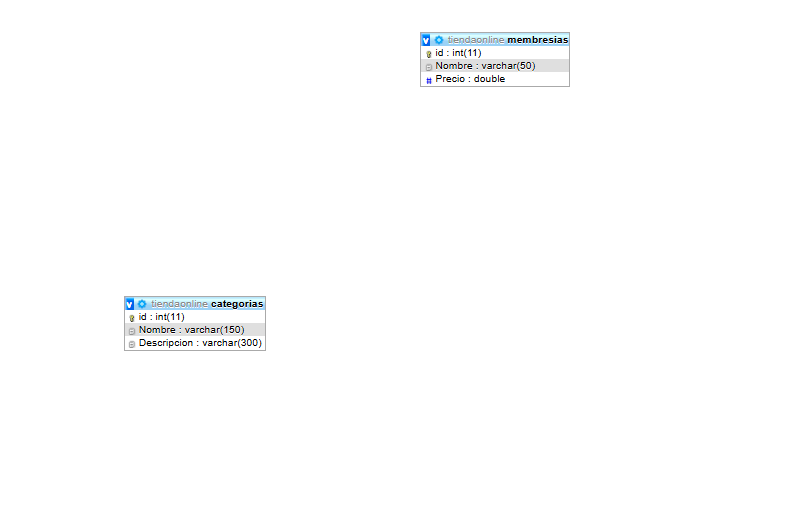 tiendaonline membresias
id : int(11)
Nombre : varchar(50)
Precio : double
tiendaonline categorias
id : int(11)
Nombre : varchar(150)
Descripcion : varchar(300)